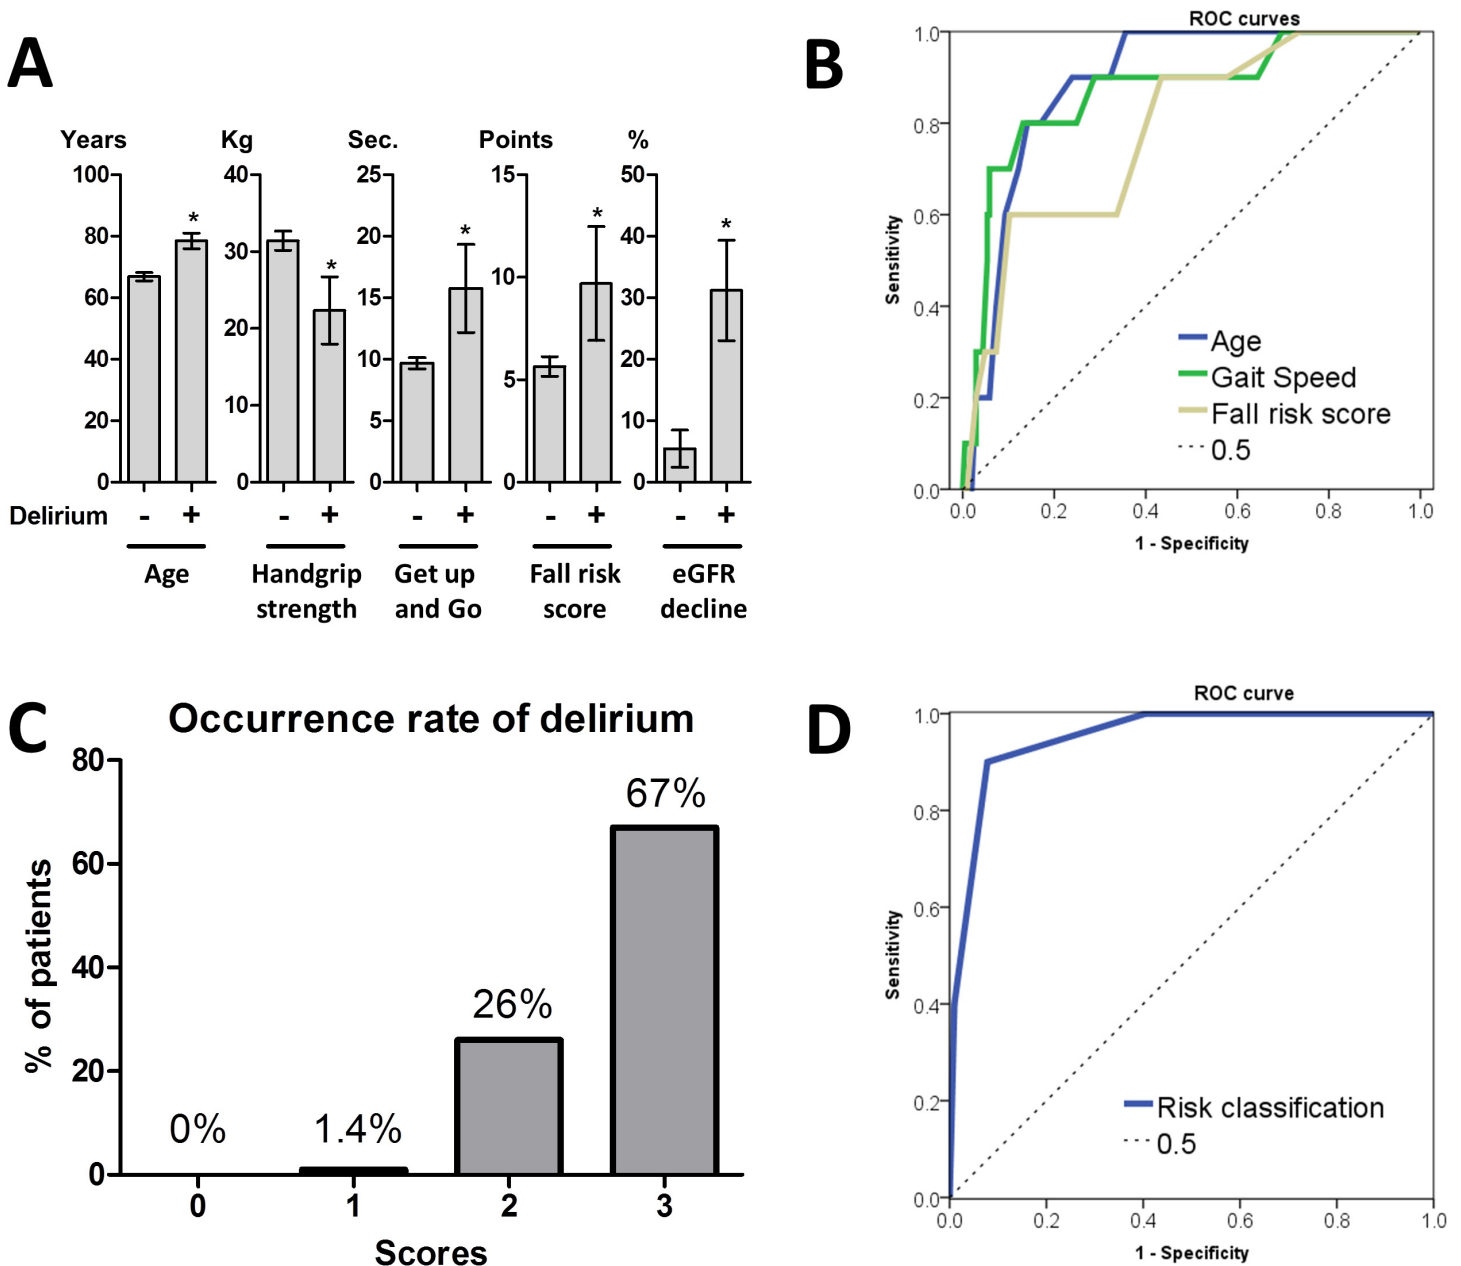 A
Years
Kg
Sec.
Points
%
100
80
60
40
20
0
40
30
20
10
0
25
20
15
10
5
0
15
10
5
0
50
40
30
20
10
0
*
*
*
*
*
Delirium - + - + - + - + - +
Age
Handgrip
strength
Get up
and Go
Fall risk
score
eGFR
decline
B
ROC curves
Sensitivity
1.0
0.8
0.6
0.4
0.2
0.0
0.0 0.2 0.4 0.6 0.8 1.0
1 - Specificity
Age
Gait Speed
Fall risk score
0.5
C
Occurrence rate of delirium
% of patients
80
60
40
20
0
0%
1.4%
26%
67%
0 1 2 3
Scores
D
ROC curve
Sensitivity
1.0
0.8
0.6
0.4
0.2
0.0
0.0 0.2 0.4 0.6 0.8 1.0
1 - Specificity
Risk classification
0.5